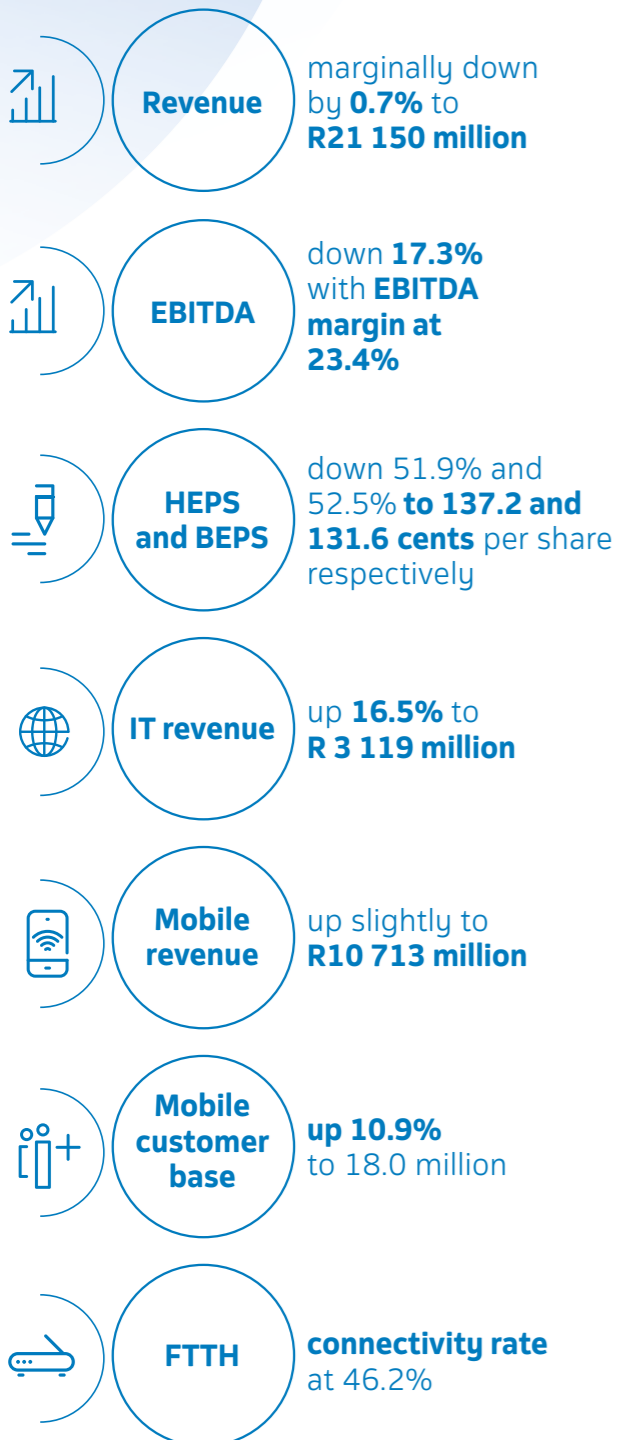 Revenue
marginally down
by 0.7% to
R21 150 million
EBITDA
down 17.3%
with EBITDA
margin at
23.4%
HEPS
and BEPS
down 51.9% and
52.5% to 137.2 and
131.6 cents per share
respectively
IT revenue
up 16.5% to
R 3 119 million
Mobile
revenue
up slightly to
R10 713 million
Mobile
customer
base
up 10.9%
to 18.0 million
FTTH
connectivity rate
at 46.2%